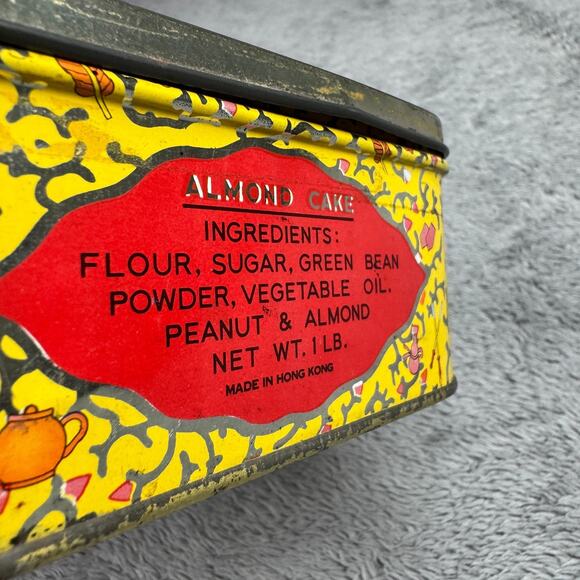 ALMOND CAKE
INGREDIENTS:
FLOUR, SUGAR, GREEN BEAN
POWDER, VEGETABLE OIL.
PEANUT & ALMOND
NET WT. 1 LB.
MADE IN HONG KONG